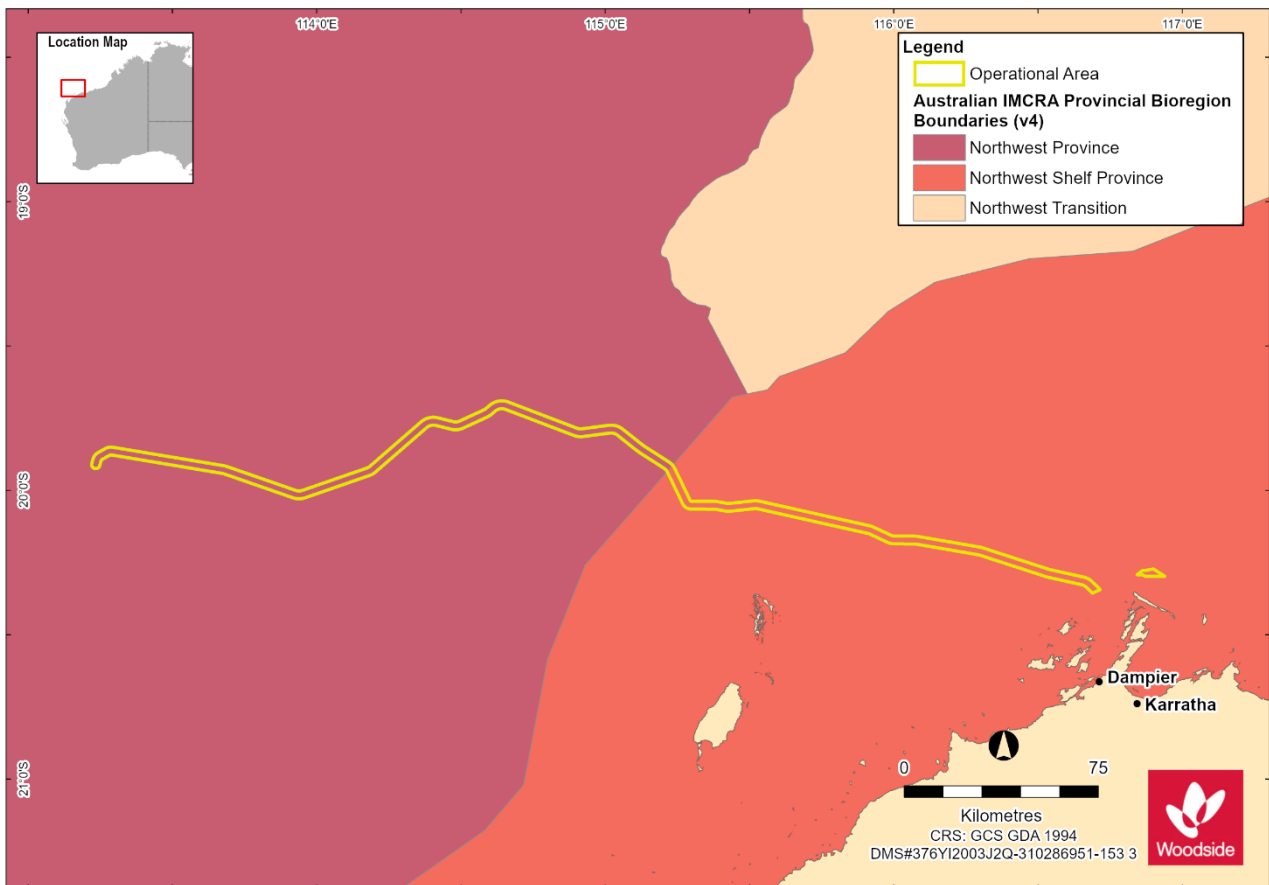 114°0'E
115°0'E
116°0'E
117°0'E
Location Map
Legend
Operational Area
Australian IMCRA Provincial Bioregion
Boundaries (v4)
Northwest Province
Northwest Shelf Province
Northwest Transition
19°0'S
20°0'S
21°0'S
Dampier
Karratha
0 75
Kilometres
CRS: GCS GDA 1994
DMS#376YI2003J2Q-310286951-153 3
Woodside